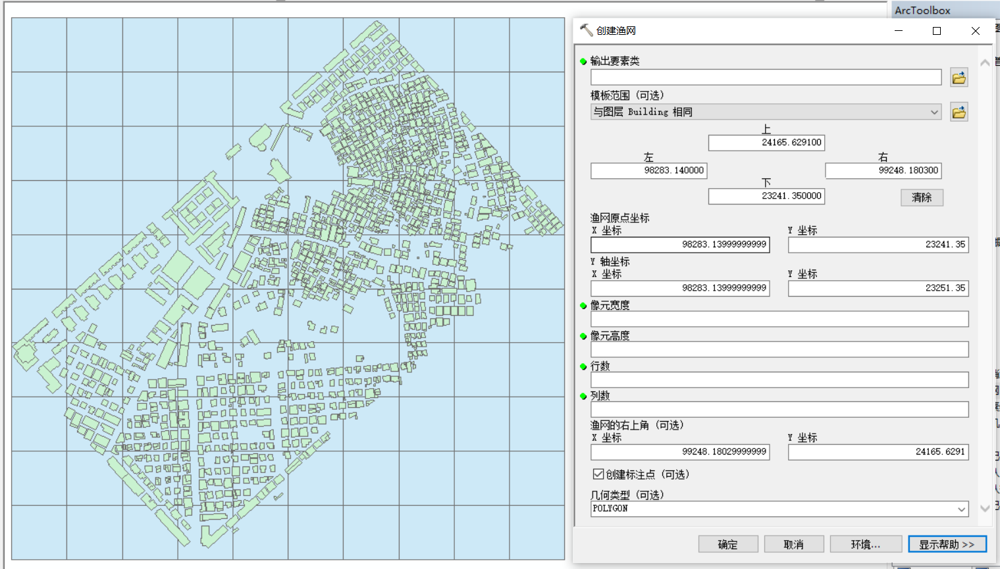 ArcToolbox
创建渔网
输出要素类
模板范围 (可选)
与图层 Building 相同
上
24165.629100
左
右
98283.140000
99248.180300
下
23241.350000
清除
渔网原点坐标
X 坐标
Y 坐标
98283.13999999999
23241.35
Y 轴坐标
X 坐标
Y 坐标
98283.13999999999
23251.35
像元宽度
像元高度
行数
列数
渔网的右上角 (可选)
X 坐标
Y 坐标
99248.18029999999
24165.6291
创建标注点 (可选)
几何类型 (可选)
POLYGON
确定
取消
环境...
显示帮助 >>